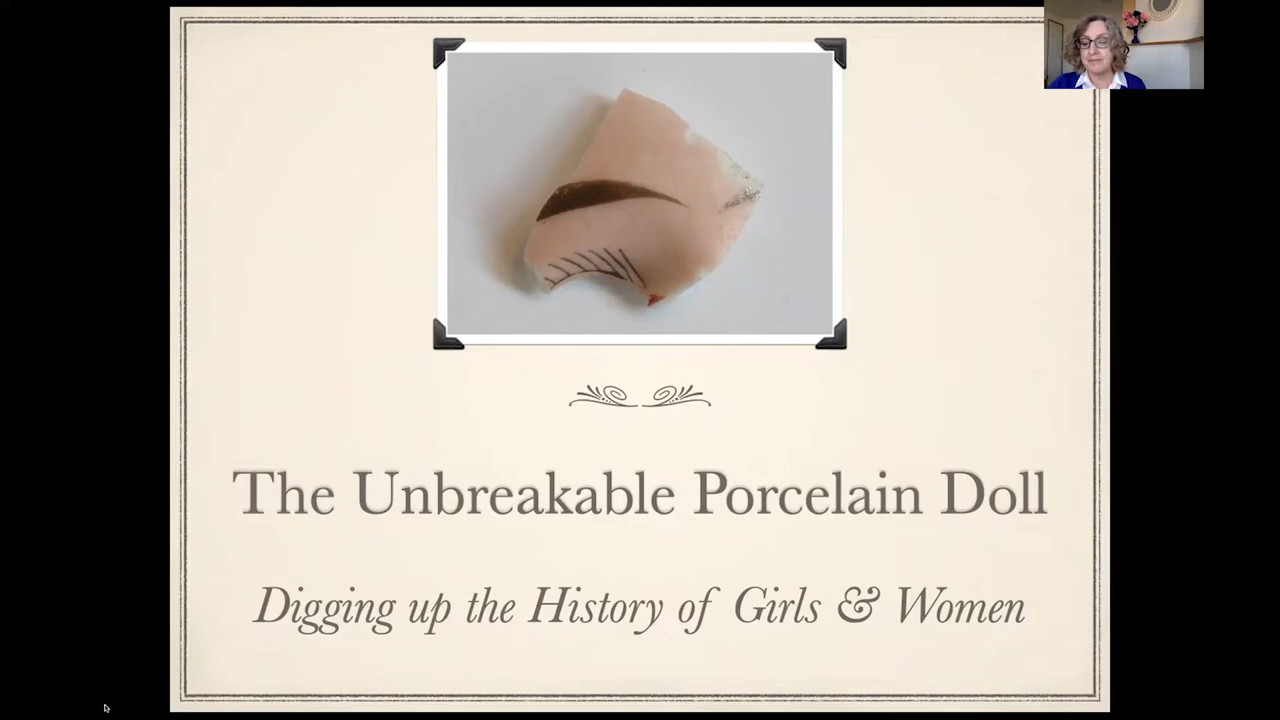 The Unbreakable Porcelain Doll
Digging up the History of Girls & Women